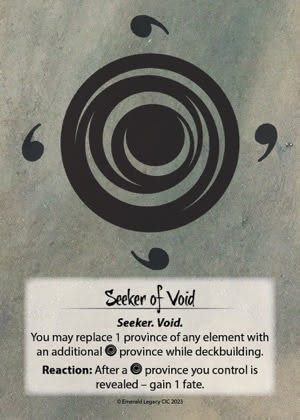 Seeker of Void
Seeker. Void.
You may replace 1 province of any element with
an additional province while deckbuilding.
Reaction: After a province you control is
revealed – gain 1 fate.
© Emerald Legacy CIC 2023